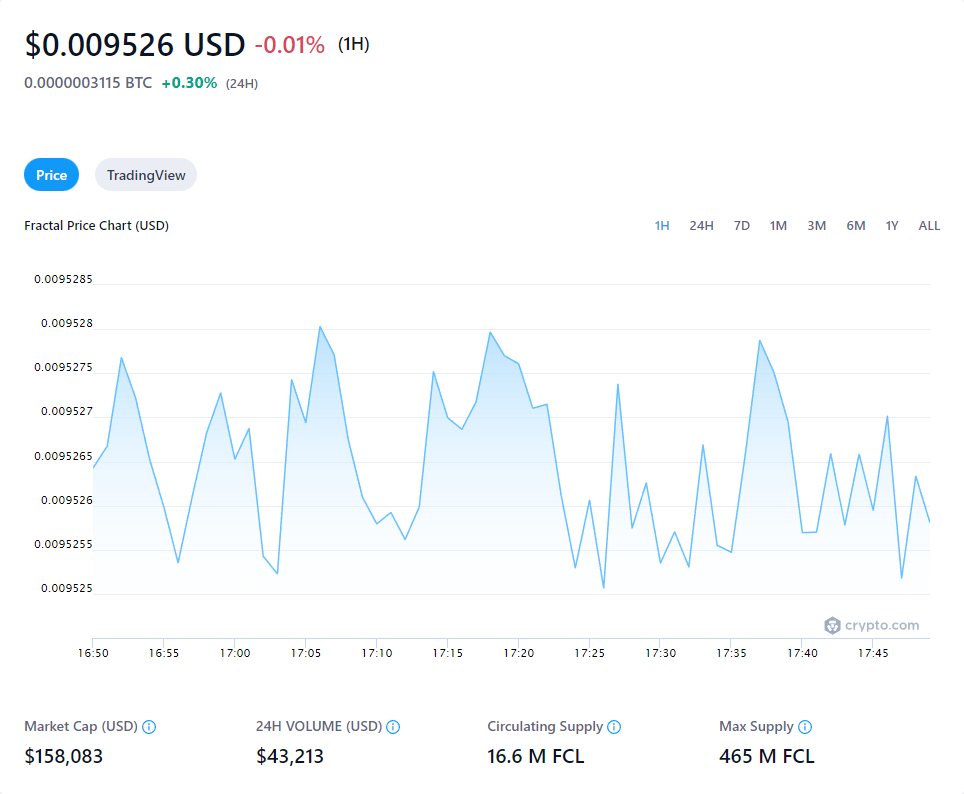 $0.009526 USD -0.01% (1H)
0.0000003115 BTC +0.30% (24H)
Price TradingView
Fractal Price Chart (USD) 1H 24H 7D 1M 3M 6M 1Y ALL
0.0095285
0.009528
0.0095275
0.009527
0.0095265
0.009526
0.0095255
0.009525
crypto.com
16:50 16:55 17:00 17:05 17:10 17:15 17:20 17:25 17:30 17:35 17:40 17:45
Market Cap (USD) 24H VOLUME (USD) Circulating Supply Max Supply
$158,083 $43,213 16.6 M FCL 465 M FCL